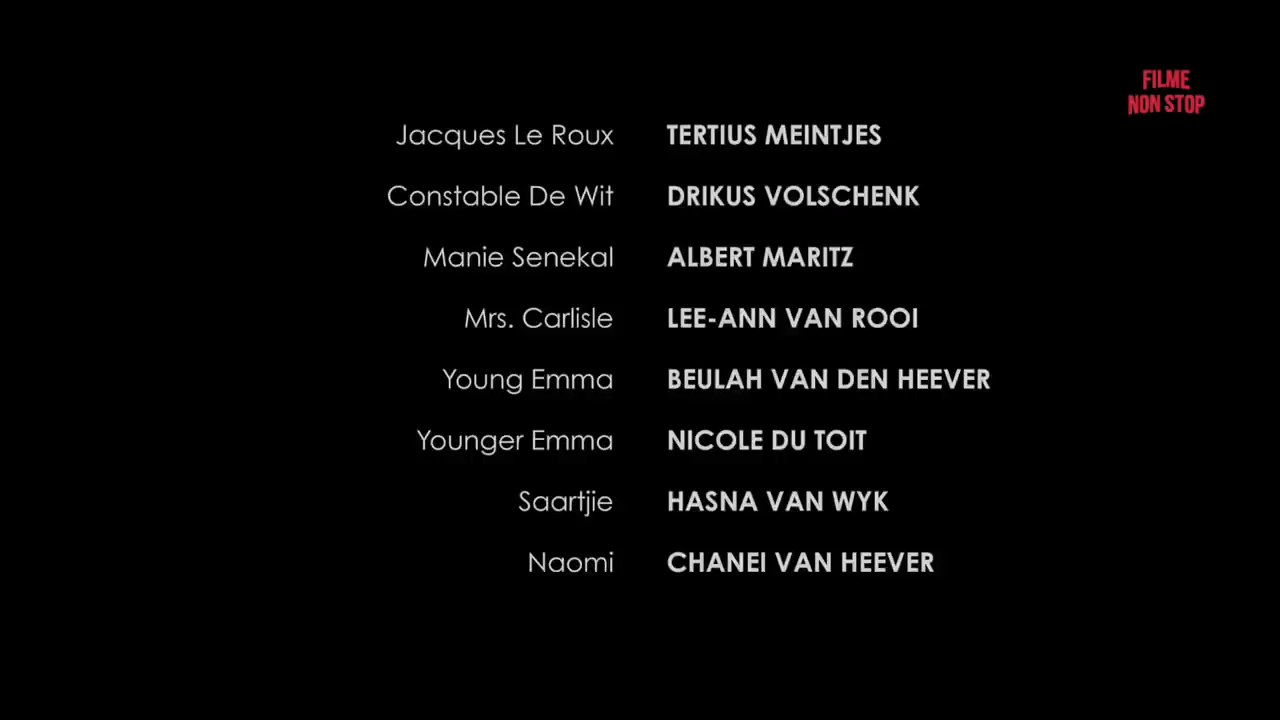 FILME
NON STOP
Jacques Le Roux TERTIUS MEINTJES
Constable De Wit DRIKUS VOLSCHENK
Manie Senekal ALBERT MARITZ
Mrs. Carlisle LEE-ANN VAN ROOI
Young Emma BEULAH VAN DEN HEEVER
Younger Emma NICOLE DU TOIT
Saartjie HASNA VAN WYK
Naomi CHANEI VAN HEEVER